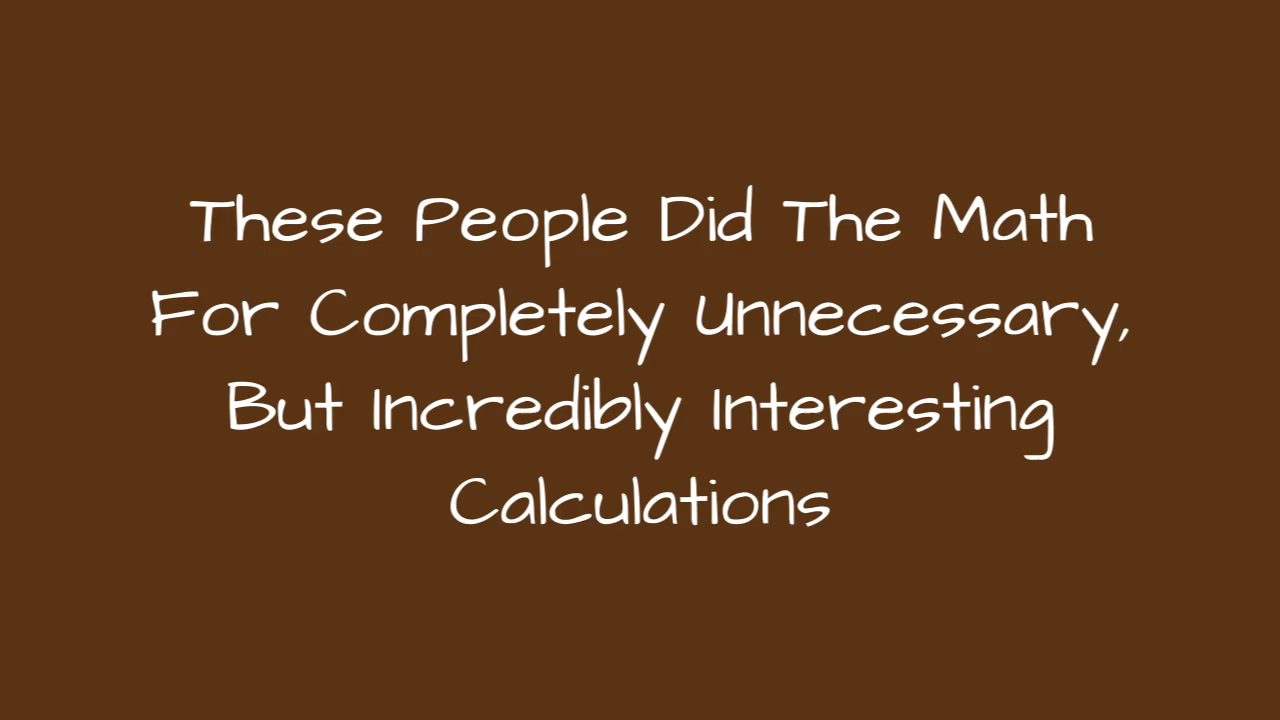 These People Did The Math
For Completely Unnecessary,
But Incredibly Interesting
Calculations